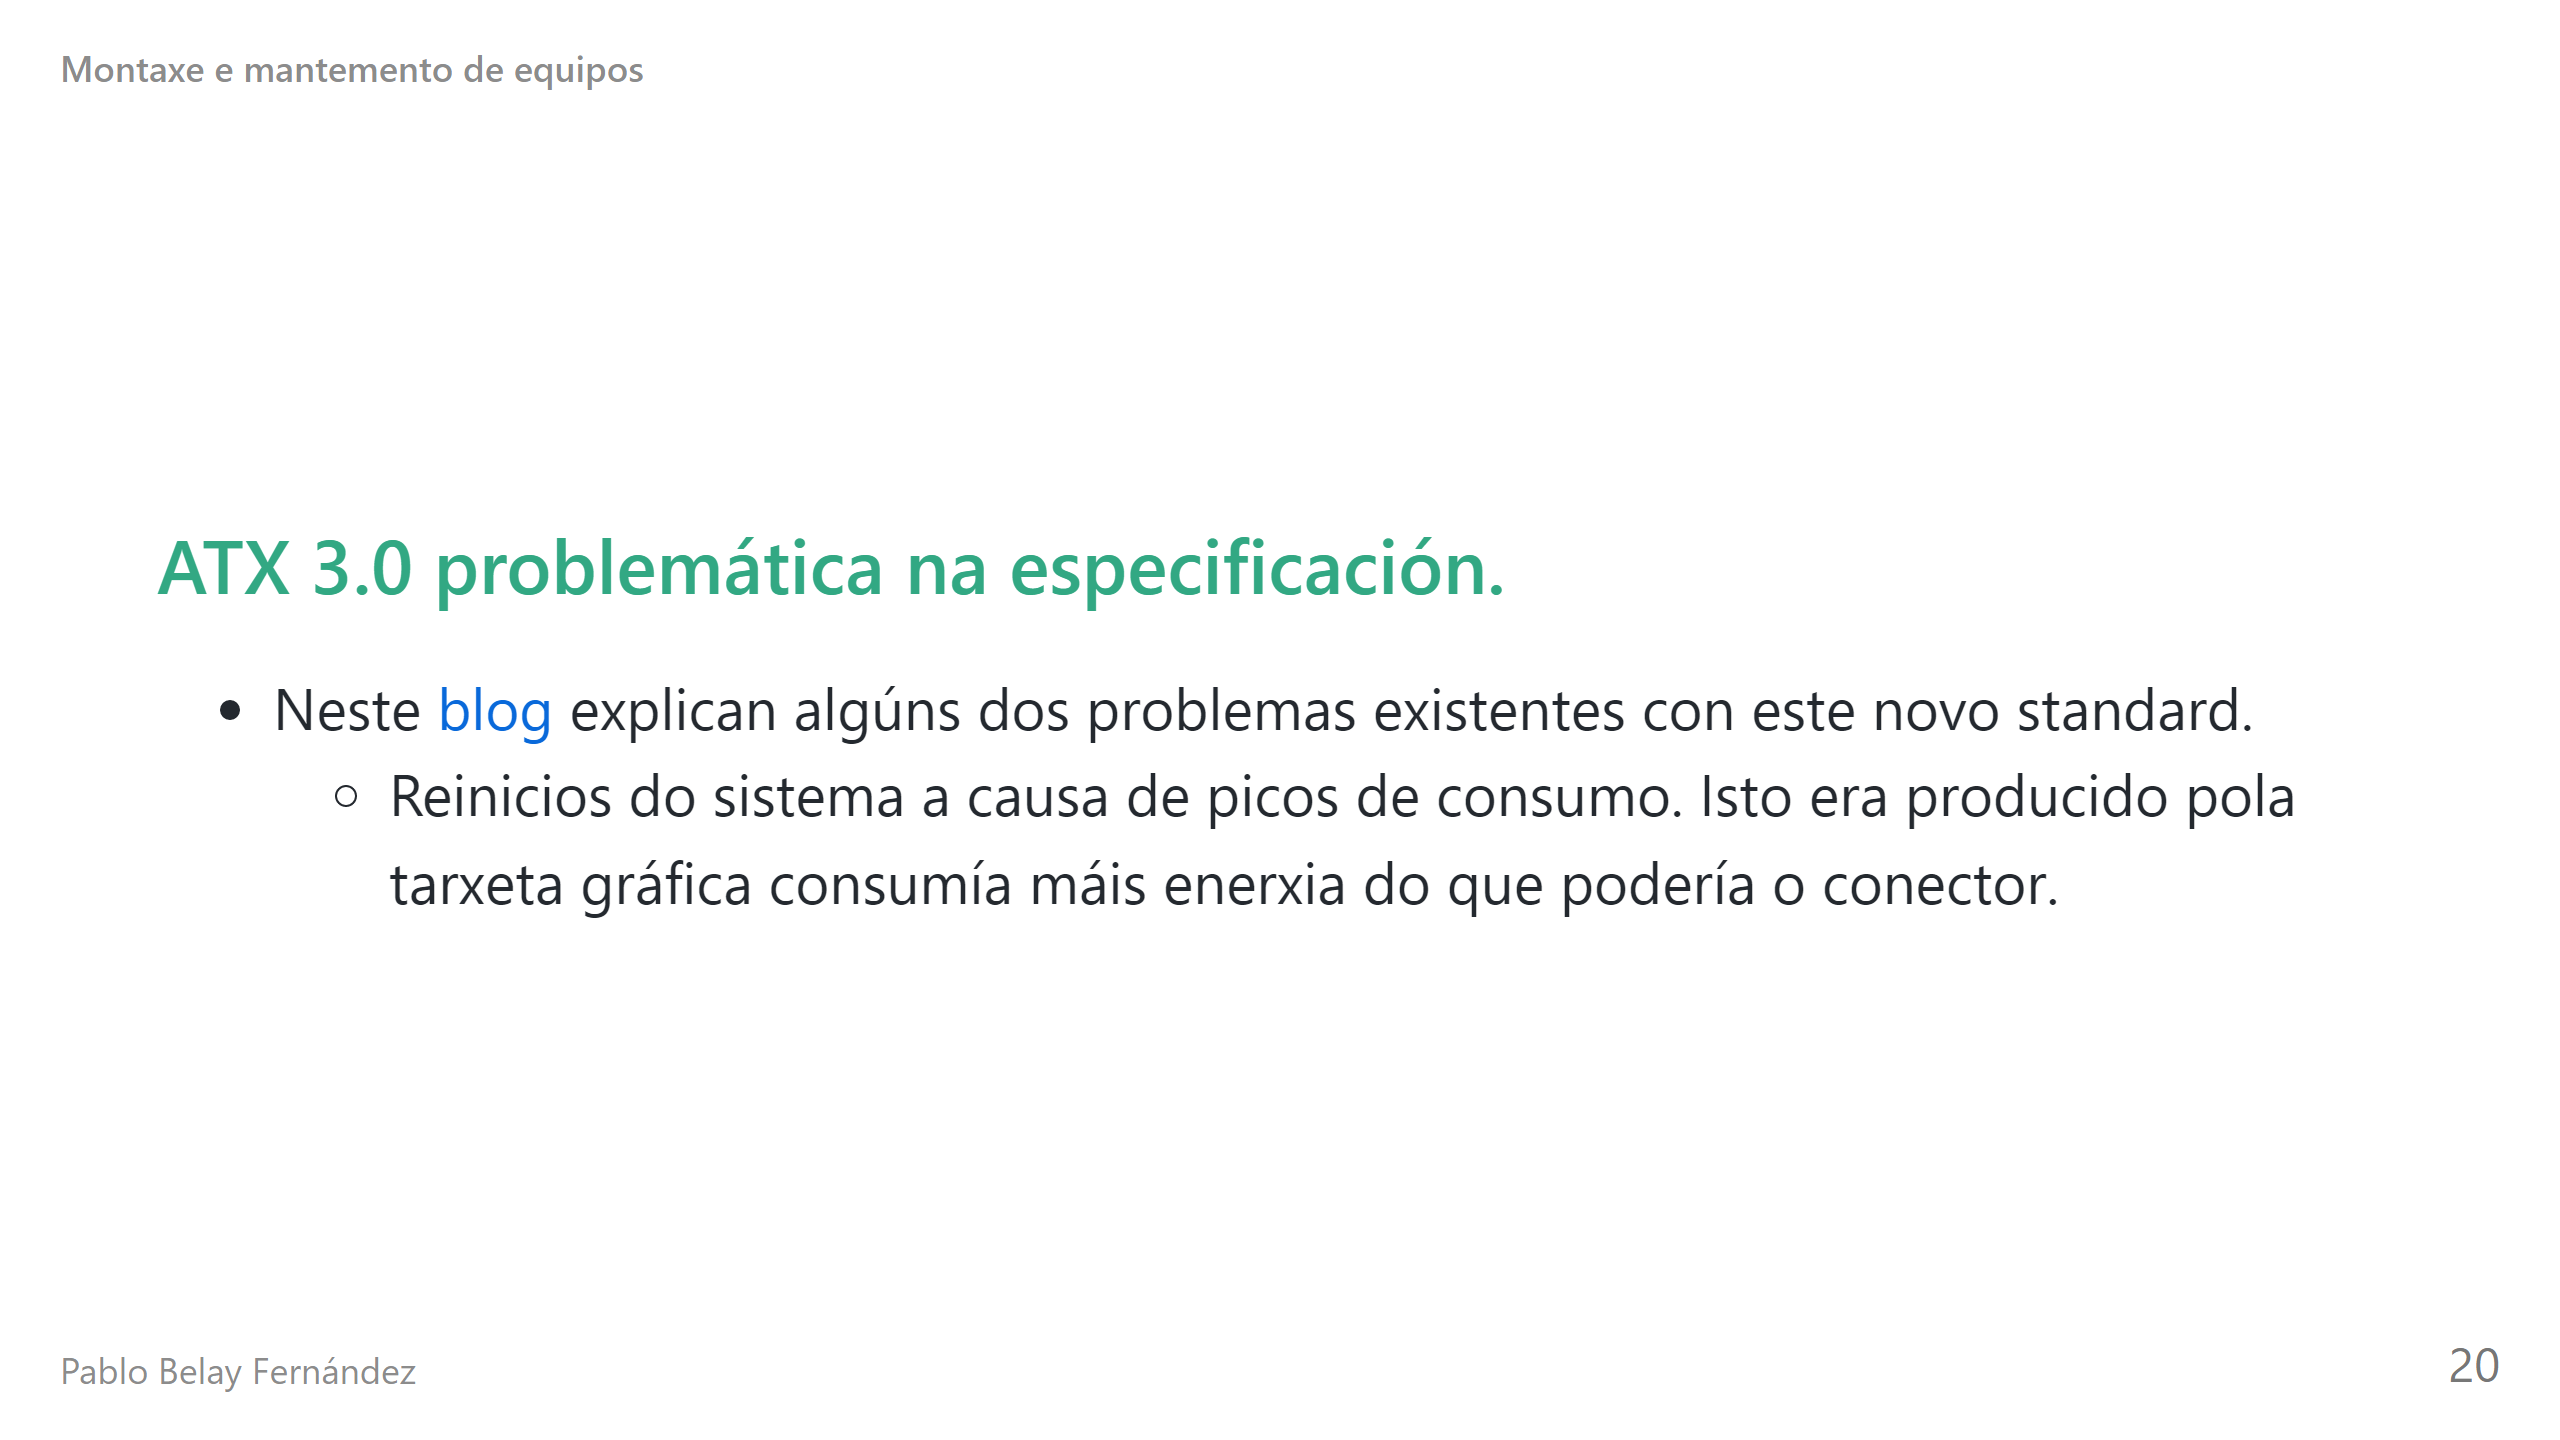 Montaxe e mantemento de equipos
ATX 3.0 problemática na especificación.
• Neste blog explican algúns dos problemas existentes con este novo standard.
○ Reinicios do sistema a causa de picos de consumo. Isto era producido pola
tarxeta gráfica consumía máis enerxia do que podería o conector.
Pablo Belay Fernández
20